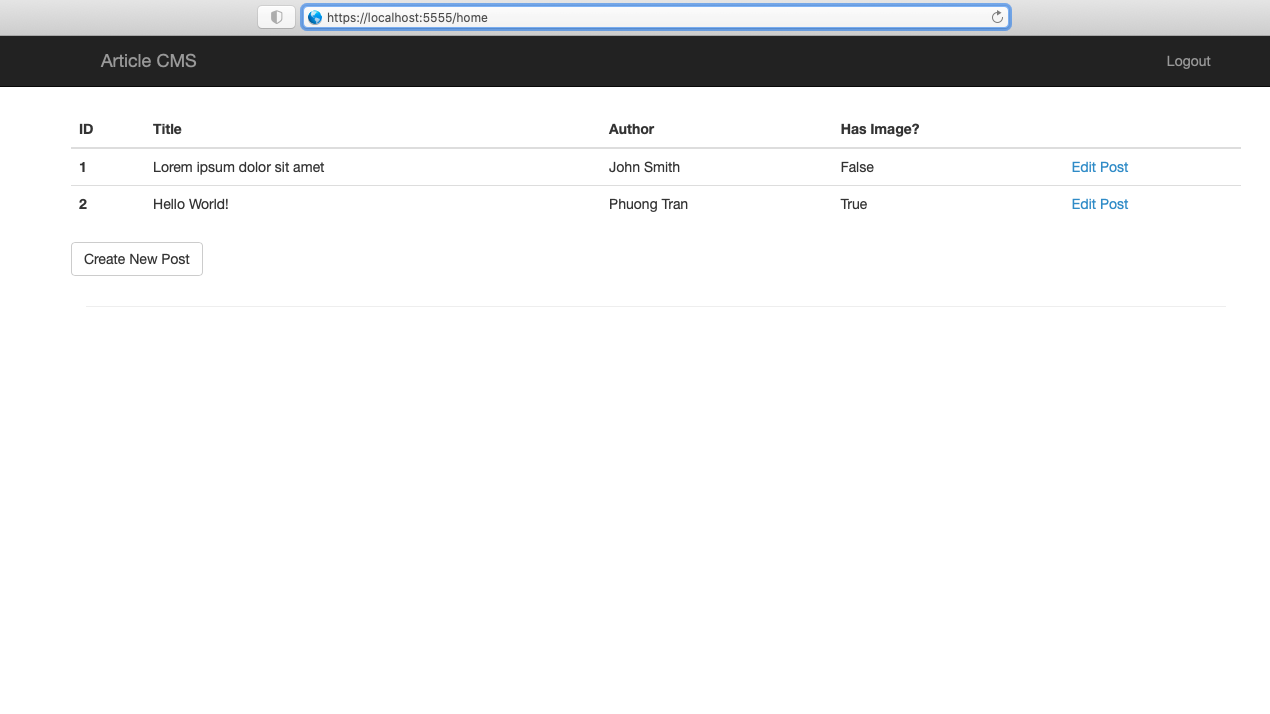 https://localhost:5555/home
Article CMS Logout
ID Title Author Has Image?
1 Lorem ipsum dolor sit amet John Smith False Edit Post
2 Hello World! Phuong Tran True Edit Post
Create New Post